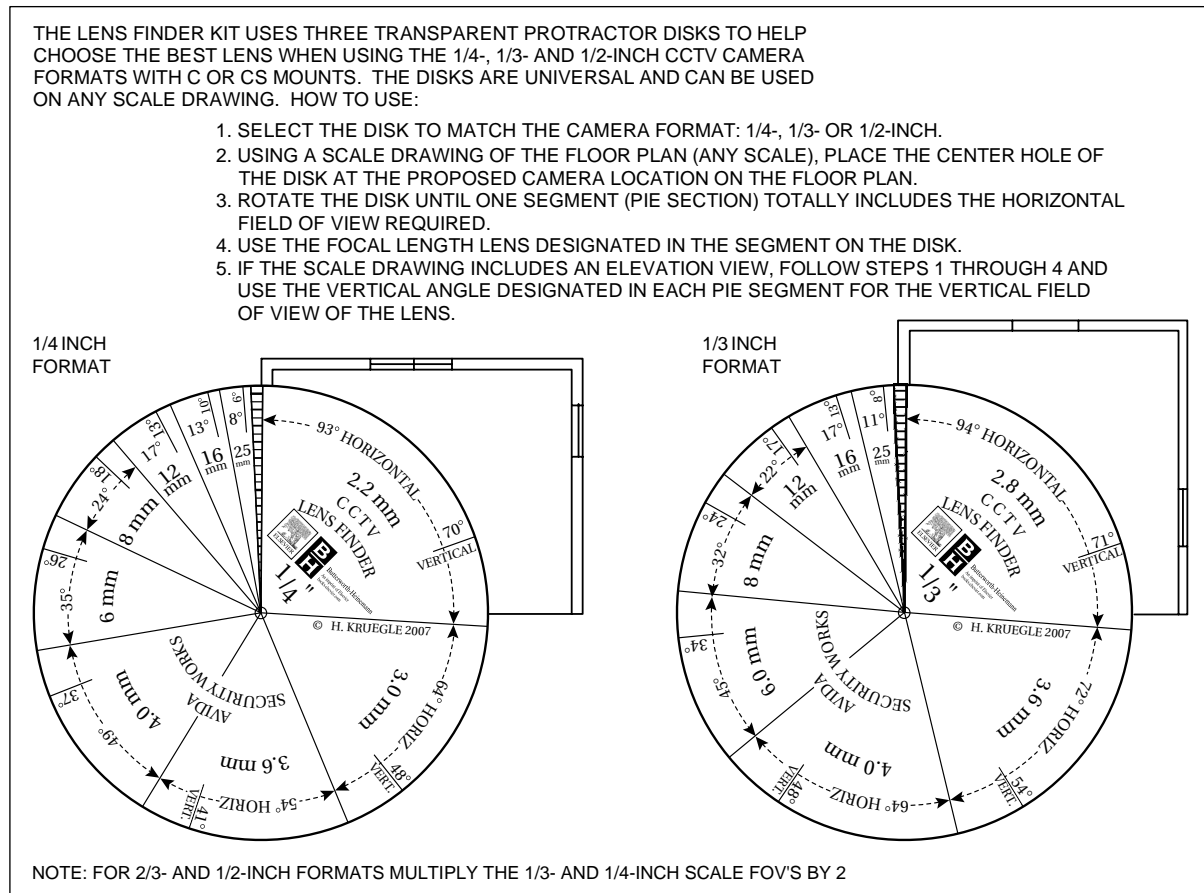 THE LENS FINDER KIT USES THREE TRANSPARENT PROTRACTOR DISKS TO HELP
CHOOSE THE BEST LENS WHEN USING THE 1/4-, 1/3- AND 1/2-INCH CCTV CAMERA
FORMATS WITH C OR CS MOUNTS. THE DISKS ARE UNIVERSAL AND CAN BE USED
ON ANY SCALE DRAWING. HOW TO USE:
1. SELECT THE DISK TO MATCH THE CAMERA FORMAT: 1/4-, 1/3- OR 1/2-INCH.
2. USING A SCALE DRAWING OF THE FLOOR PLAN (ANY SCALE), PLACE THE CENTER HOLE OF
THE DISK AT THE PROPOSED CAMERA LOCATION ON THE FLOOR PLAN.
3. ROTATE THE DISK UNTIL ONE SEGMENT (PIE SECTION) TOTALLY INCLUDES THE HORIZONTAL
FIELD OF VIEW REQUIRED.
4. USE THE FOCAL LENGTH LENS DESIGNATED IN THE SEGMENT ON THE DISK.
5. IF THE SCALE DRAWING INCLUDES AN ELEVATION VIEW, FOLLOW STEPS 1 THROUGH 4 AND
USE THE VERTICAL ANGLE DESIGNATED IN EACH PIE SEGMENT FOR THE VERTICAL FIELD
OF VIEW OF THE LENS.
1/4 INCH
FORMAT
93° HORIZONTAL
2.2 mm
70°
VERTICAL
CCTV
LENS FINDER
ELSEVIER
B H
Butterworth-Heinemann
1/4 "
© H. KRUEGLE 2007
64° HORIZ
3.0 mm
48°
VERT.
54° HORIZ
3.6 mm
41°
VERT.
49°
4.0 mm
37°
35°
6 mm
26°
24°
8 mm
18°
17°
12
mm
13°
13°
16
mm
10°
8°
25
mm
6°
AVIDA
SECURITY WORKS
1/3 INCH
FORMAT
94° HORIZONTAL
2.8 mm
71°
VERTICAL
CCTV
LENS FINDER
ELSEVIER
B H
Butterworth-Heinemann
1/3 "
© H. KRUEGLE 2007
72° HORIZ
3.6 mm
54°
VERT.
64° HORIZ
4.0 mm
48°
VERT.
45°
6.0 mm
34°
32°
8 mm
24°
22°
12
mm
17°
17°
16
mm
13°
11°
25
mm
8°
AVIDA
SECURITY WORKS
NOTE: FOR 2/3- AND 1/2-INCH FORMATS MULTIPLY THE 1/3- AND 1/4-INCH SCALE FOV'S BY 2